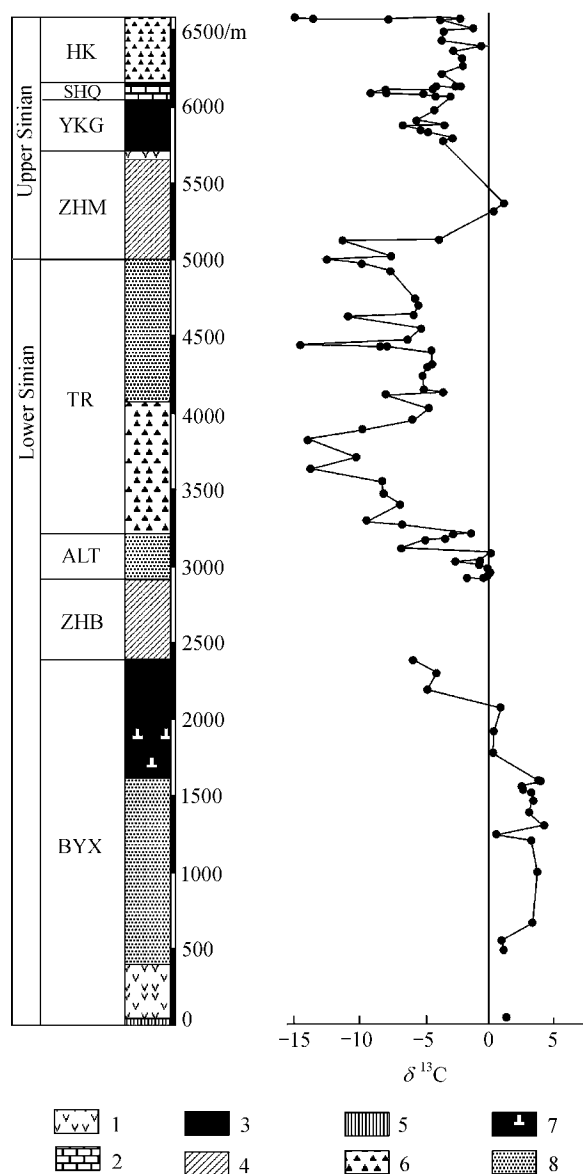 Upper Sinian
Lower Sinian
HK
SHQ
YKG
ZHM
TR
ALT
ZHB
BYX
6500/m
6000
5500
5000
4500
4000
3500
3000
2500
2000
1500
1000
500
0
−15 −10 −5 0 5
δ ¹³C
1 3 5 7
2 4 6 8